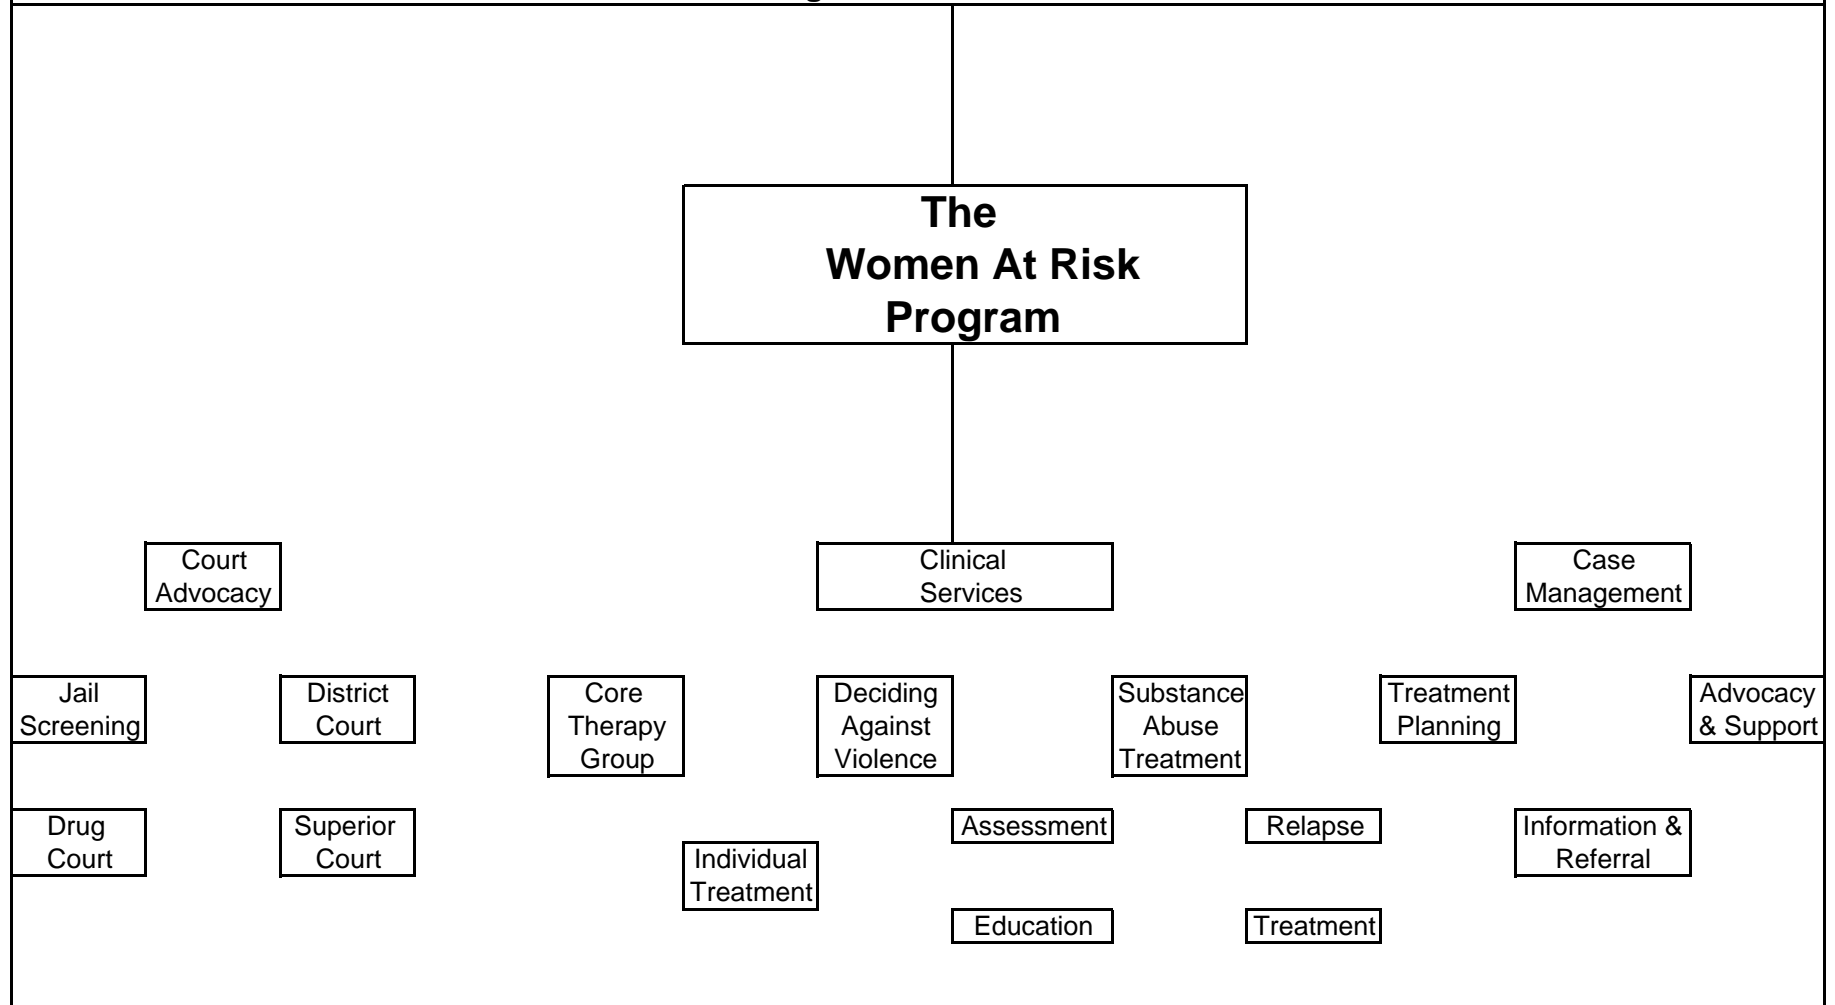 The
Women At Risk
Program
Court
Advocacy
Clinical
Services
Case
Management
Jail
Screening
District
Court
Core
Therapy
Group
Deciding
Against
Violence
Substance
Abuse
Treatment
Treatment
Planning
Advocacy
& Support
Drug
Court
Superior
Court
Individual
Treatment
Assessment
Relapse
Information &
Referral
Education
Treatment